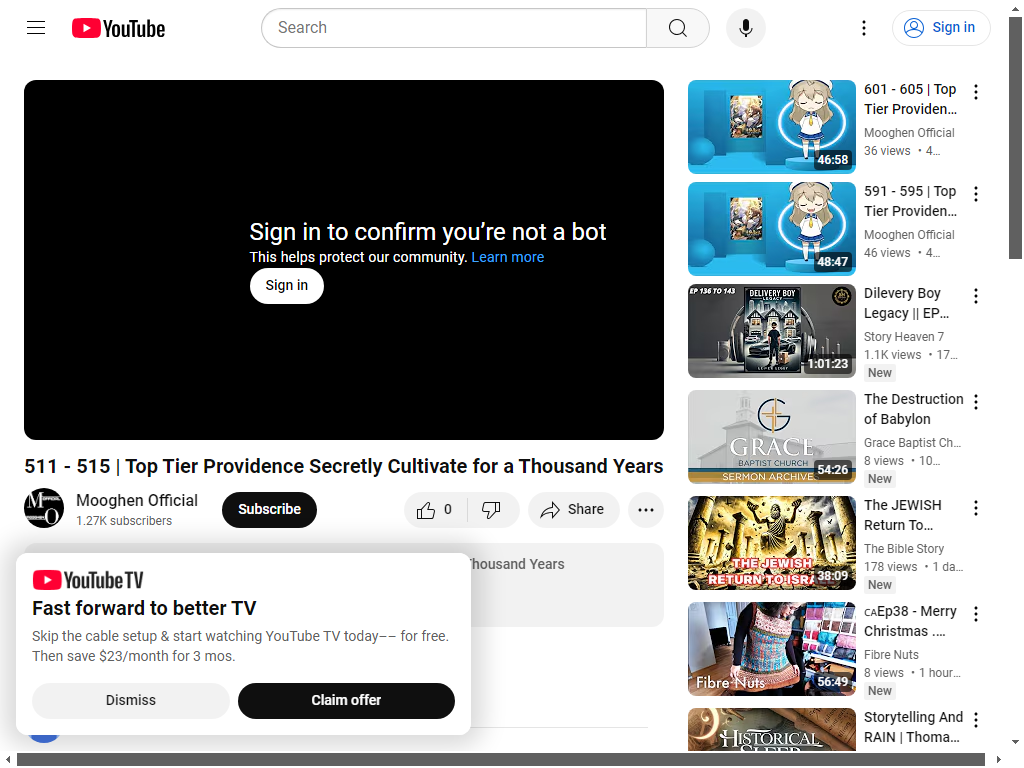 YouTube
Search
Sign in
Sign in to confirm you’re not a bot
This helps protect our community. Learn more
Sign in
511 - 515 | Top Tier Providence Secretly Cultivate for a Thousand Years
Mooghen Official
1.27K subscribers
Subscribe
0
Share
Thousand Years
YouTube TV
Fast forward to better TV
Skip the cable setup & start watching YouTube TV today–– for free.
Then save $23/month for 3 mos.
Dismiss
Claim offer
46:58
601 - 605 | Top
Tier Providen...
Mooghen Official
36 views • 4...
48:47
591 - 595 | Top
Tier Providen...
Mooghen Official
46 views • 4...
EP 136 TO 143
DELIVERY BOY
LEGACY
1:01:23
Dilevery Boy
Legacy || EP...
Story Heaven 7
1.1K views • 17...
New
GRACE
BAPTIST CHURCH
SERMON ARCHIVES
54:26
The Destruction
of Babylon
Grace Baptist Ch...
8 views • 10...
New
THE JEWISH
RETURN TO ISRA
38:09
The JEWISH
Return To...
The Bible Story
178 views • 1 da...
New
Fibre Nuts
56:49
ᴄᴀEp38 - Merry
Christmas ....
Fibre Nuts
8 views • 1 hour...
New
HISTORICAL
Storytelling And
RAIN | Thoma...